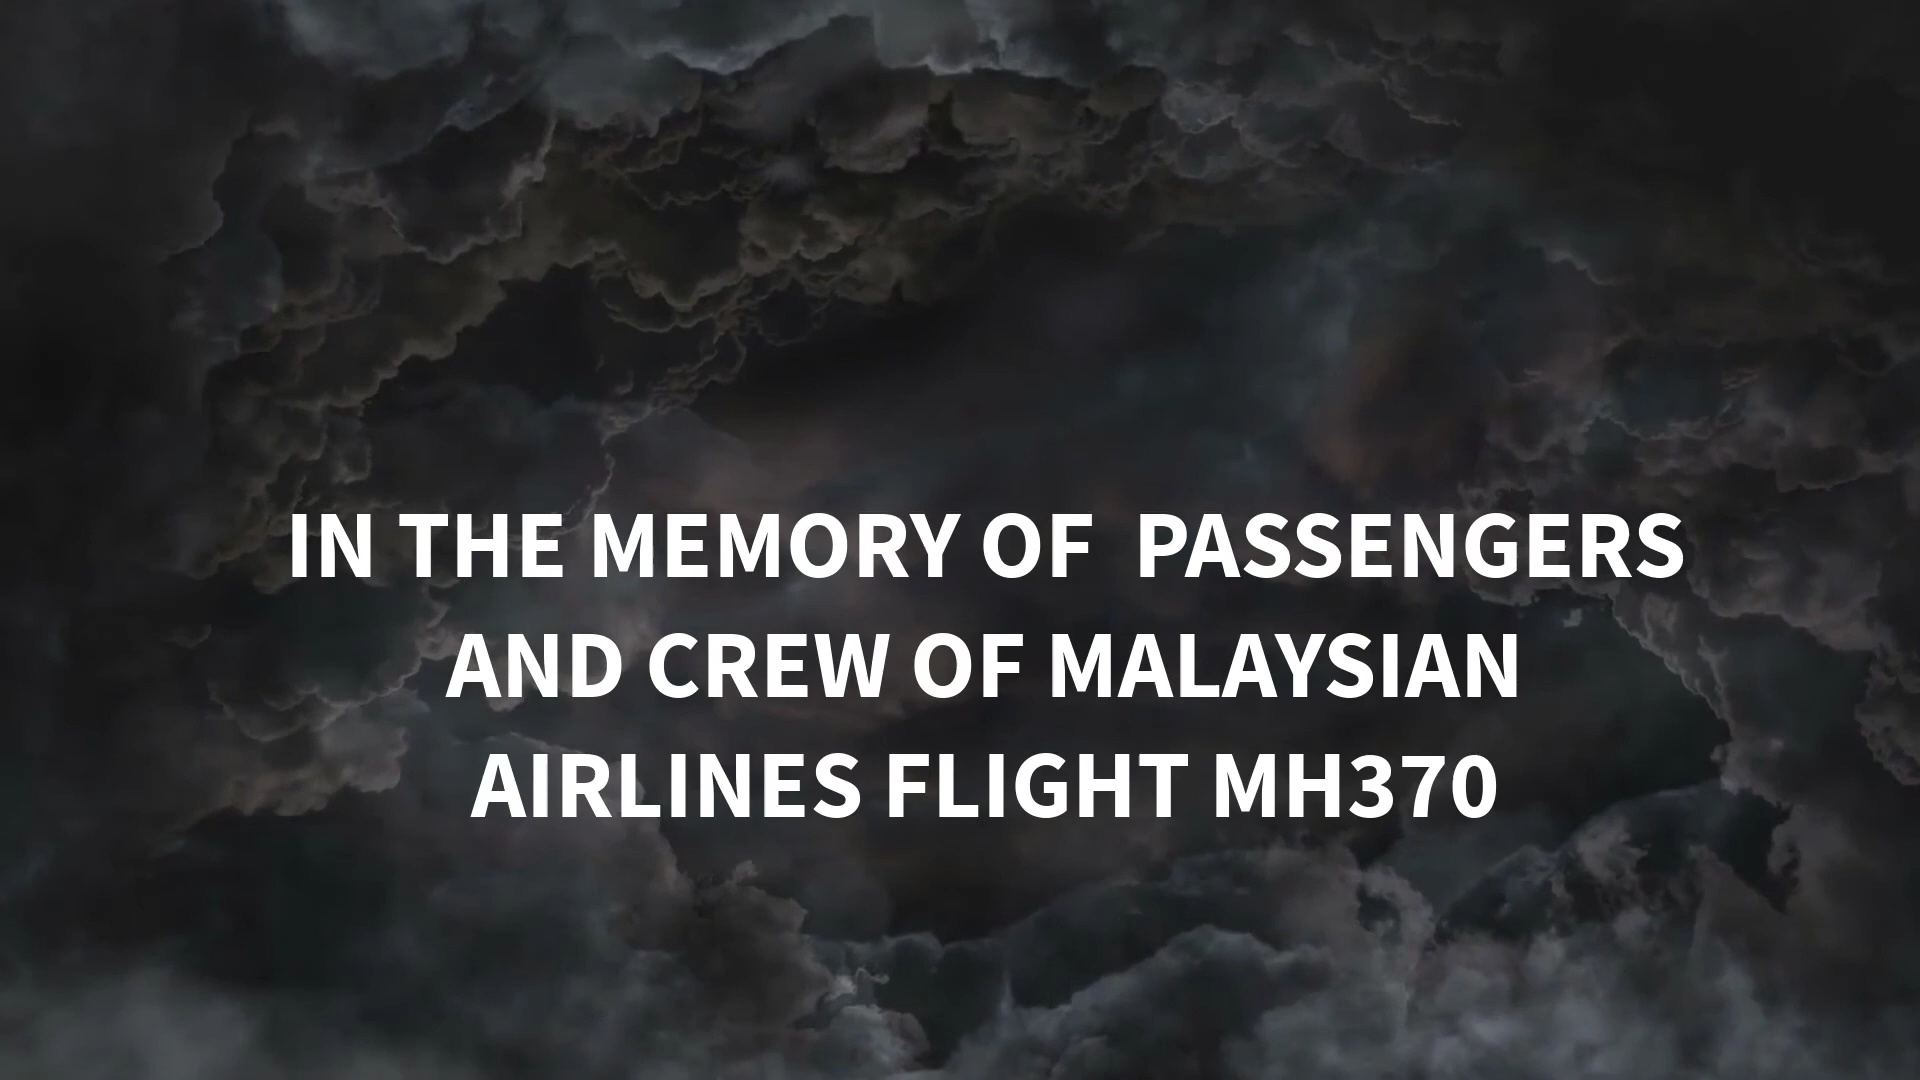 IN THE MEMORY OF  PASSENGERS
AND CREW OF MALAYSIAN
AIRLINES FLIGHT MH370